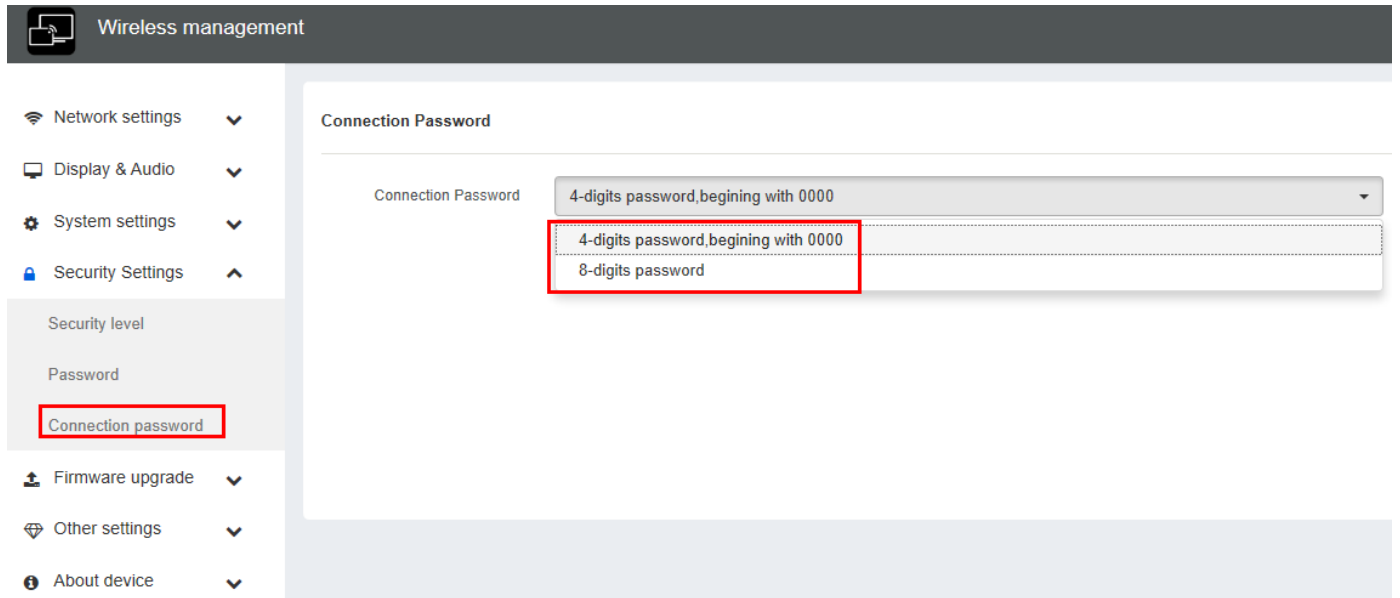 Wireless management
Network settings
Display & Audio
System settings
Security Settings
Security level
Password
Connection password
Firmware upgrade
Other settings
About device
Connection Password
Connection Password
4-digits password,begining with 0000
4-digits password,begining with 0000
8-digits password